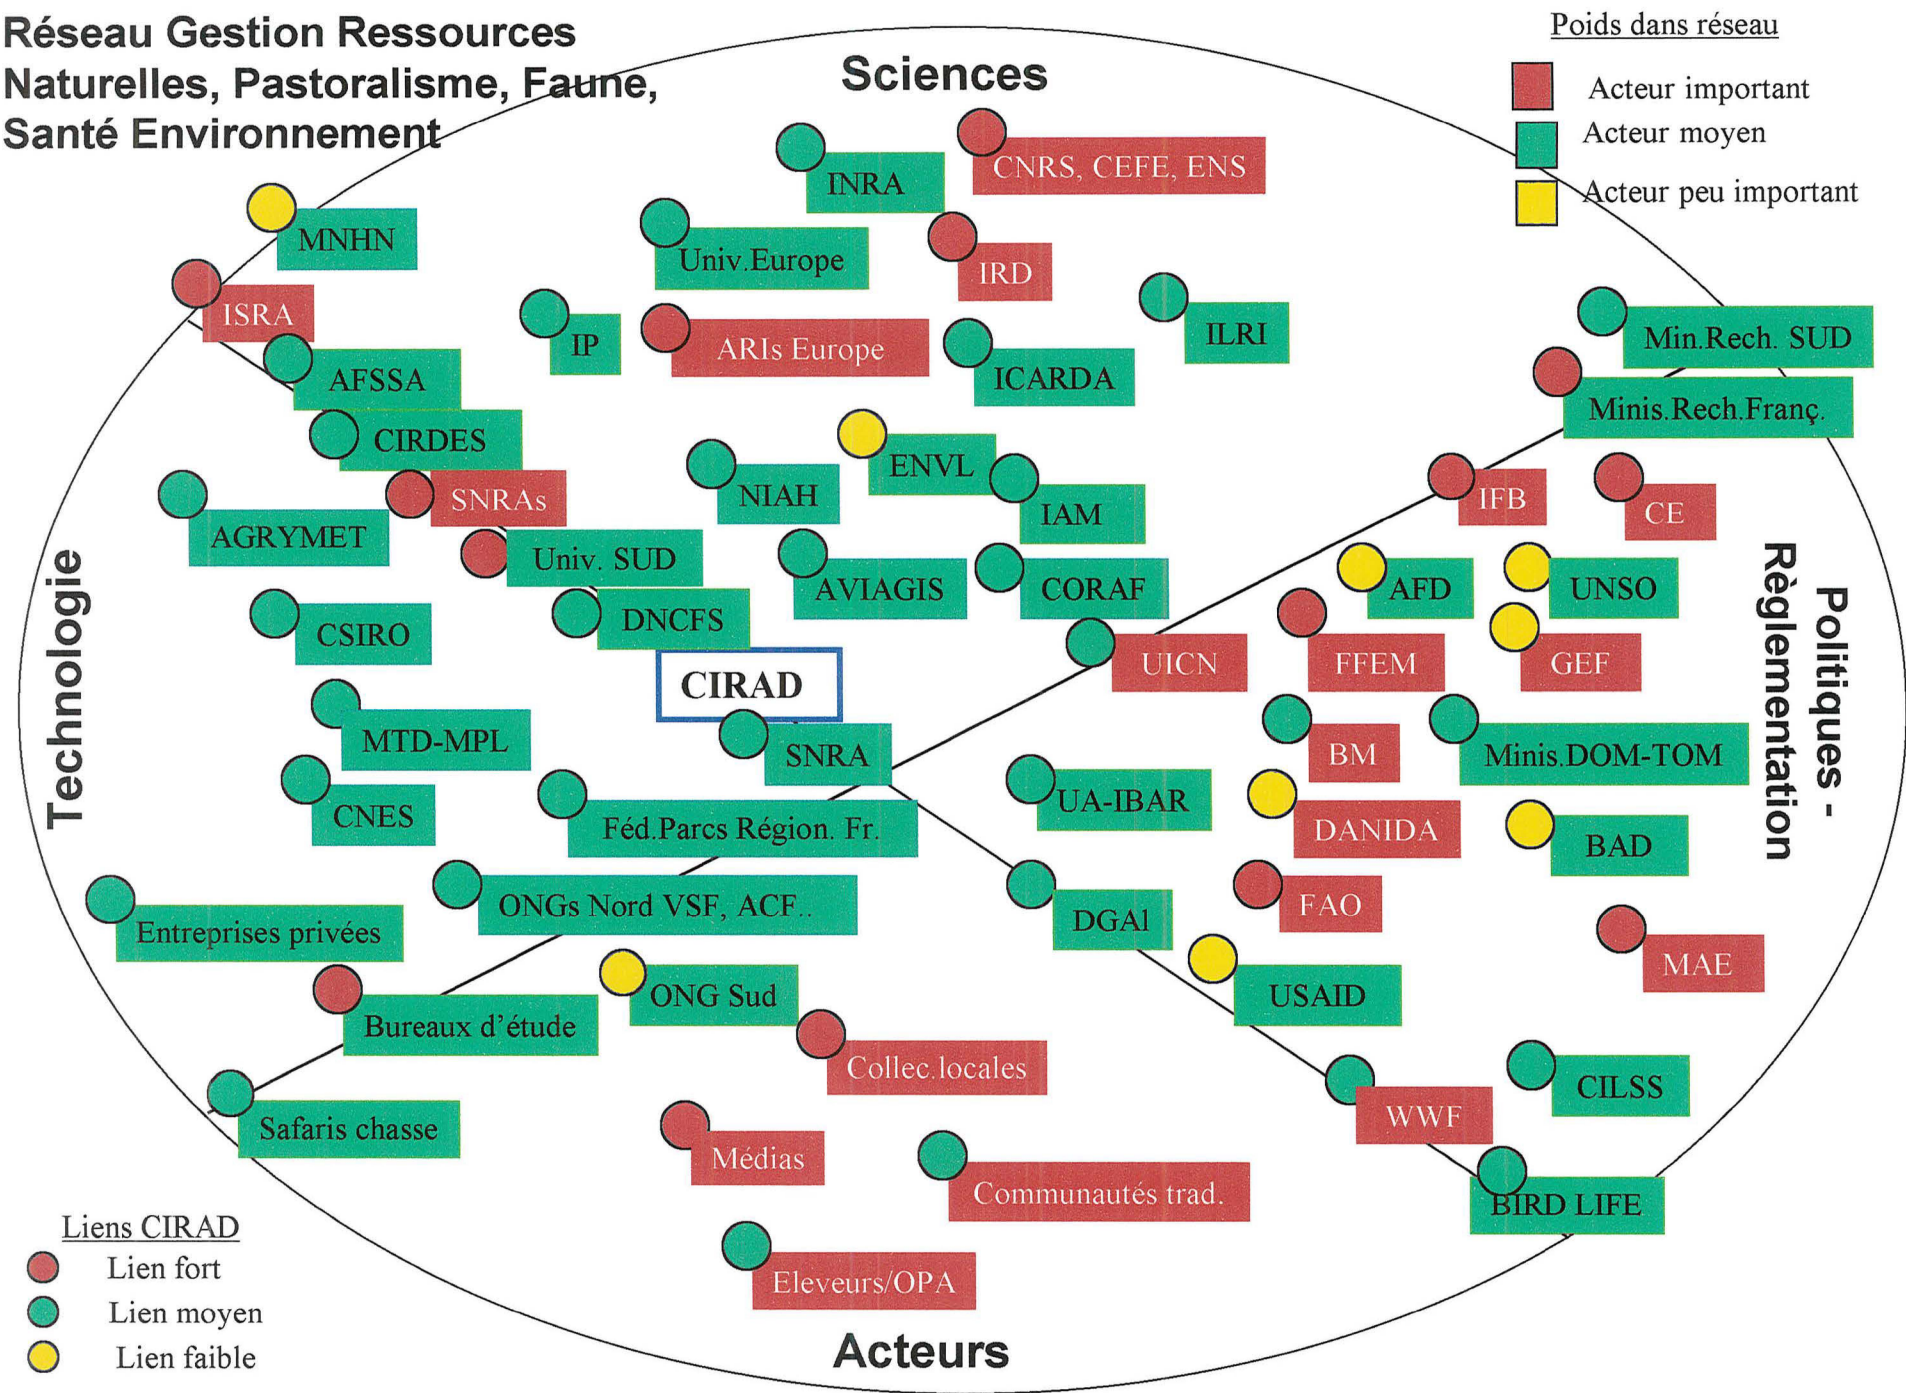 Réseau Gestion Ressources
Naturelles, Pastoralisme, Faune,
Santé Environnement
Sciences
Poids dans réseau
Acteur important
Acteur moyen
Acteur peu important
CNRS, CEFE, ENS
INRA
MNHN
Univ.Europe
IRD
ISRA
IP
ARIs Europe
ILRI
ICARDA
Min.Rech. SUD
Minis.Rech.Franç.
AFSSA
CIRDES
ENVL
NIAH
SNRAs
IAM
IFB
CE
AGRYMET
Univ. SUD
AVIAGIS
CORAF
AFD
UNSO
CSIRO
DNCFS
UICN
FFEM
GEF
Technologie
Politiques -
Règlementation
CIRAD
MTD-MPL
SNRA
BM
Minis.DOM-TOM
CNES
Féd.Parcs Région. Fr.
UA-IBAR
DANIDA
BAD
Entreprises privées
ONGs Nord VSF, ACF..
DGAl
FAO
MAE
Bureaux d’étude
ONG Sud
USAID
Collec.locales
CILSS
Safaris chasse
WWF
Médias
Communautés trad.
BIRD LIFE
Eleveurs/OPA
Liens CIRAD
Lien fort
Lien moyen
Lien faible
Acteurs